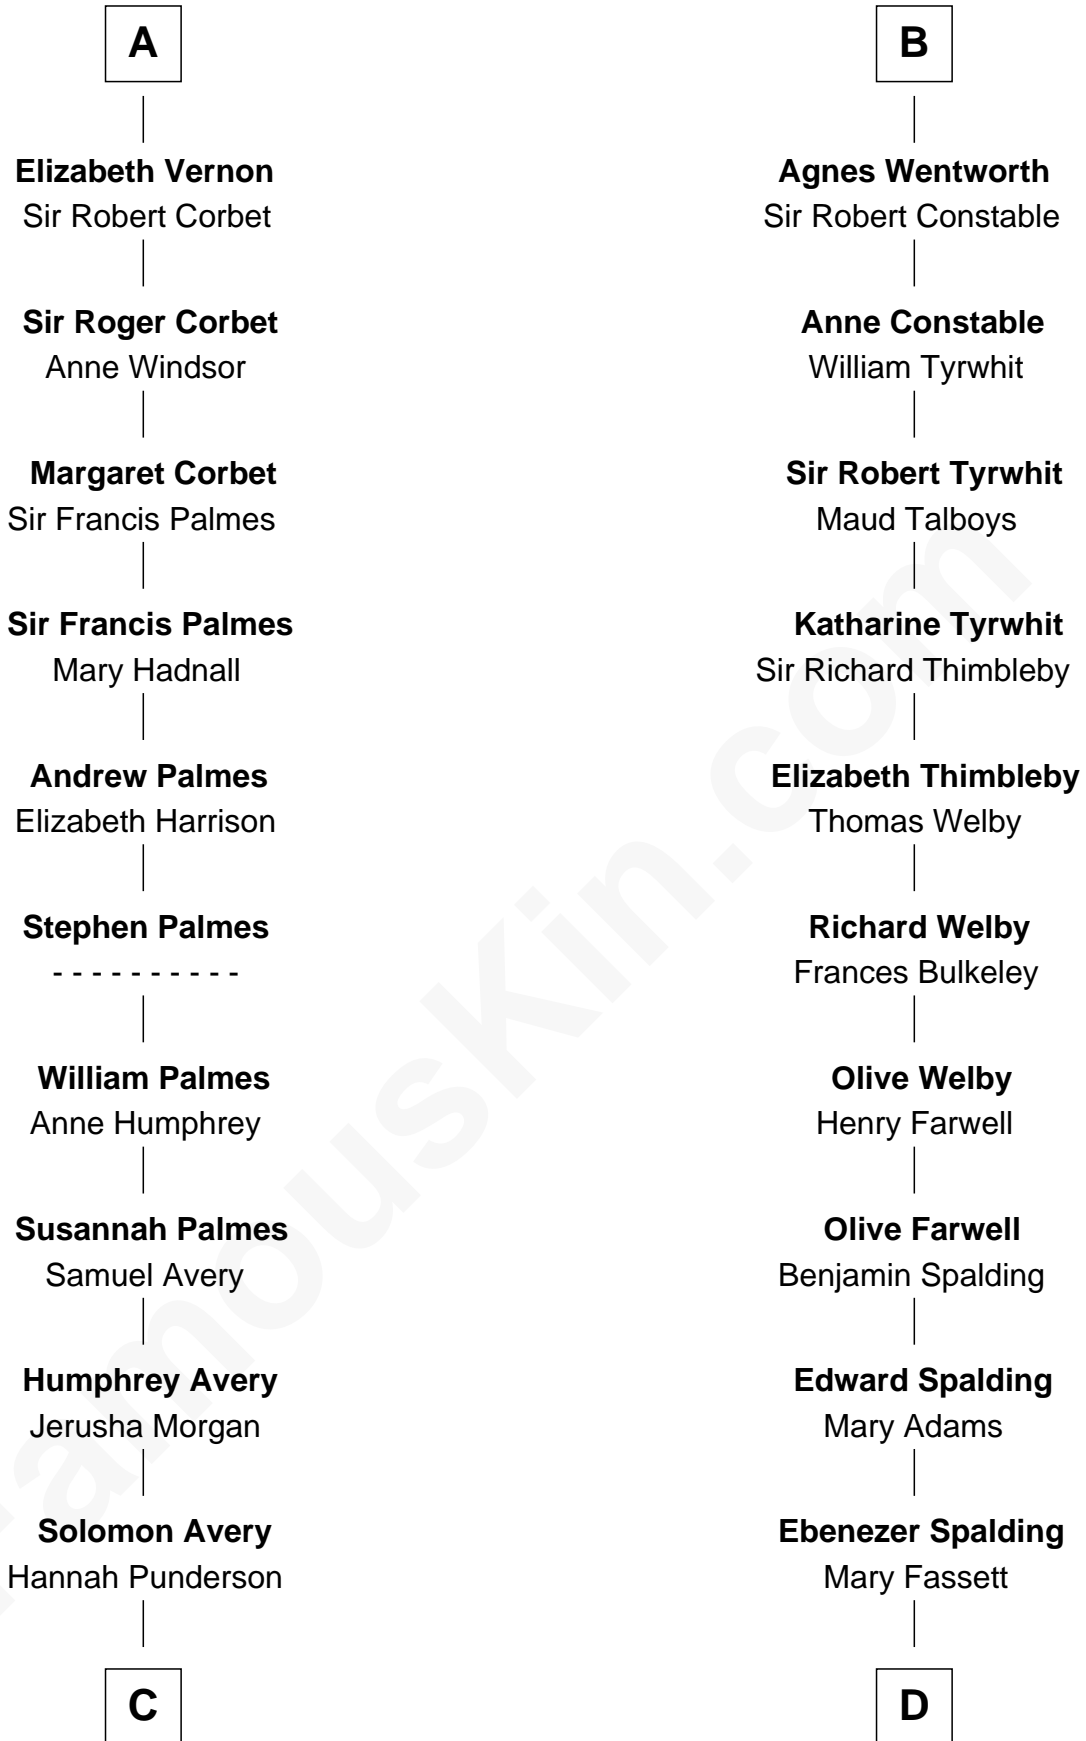 A
Elizabeth Vernon
Sir Robert Corbet
Sir Roger Corbet
Anne Windsor
Margaret Corbet
Sir Francis Palmes
Sir Francis Palmes
Mary Hadnall
Andrew Palmes
Elizabeth Harrison
Stephen Palmes
- - - - - - - - - -
William Palmes
Anne Humphrey
Susannah Palmes
Samuel Avery
Humphrey Avery
Jerusha Morgan
Solomon Avery
Hannah Punderson
C
B
Agnes Wentworth
Sir Robert Constable
Anne Constable
William Tyrwhit
Sir Robert Tyrwhit
Maud Talboys
Katharine Tyrwhit
Sir Richard Thimbleby
Elizabeth Thimbleby
Thomas Welby
Richard Welby
Frances Bulkeley
Olive Welby
Henry Farwell
Olive Farwell
Benjamin Spalding
Edward Spalding
Mary Adams
Ebenezer Spalding
Mary Fassett
D
FamousKin.com